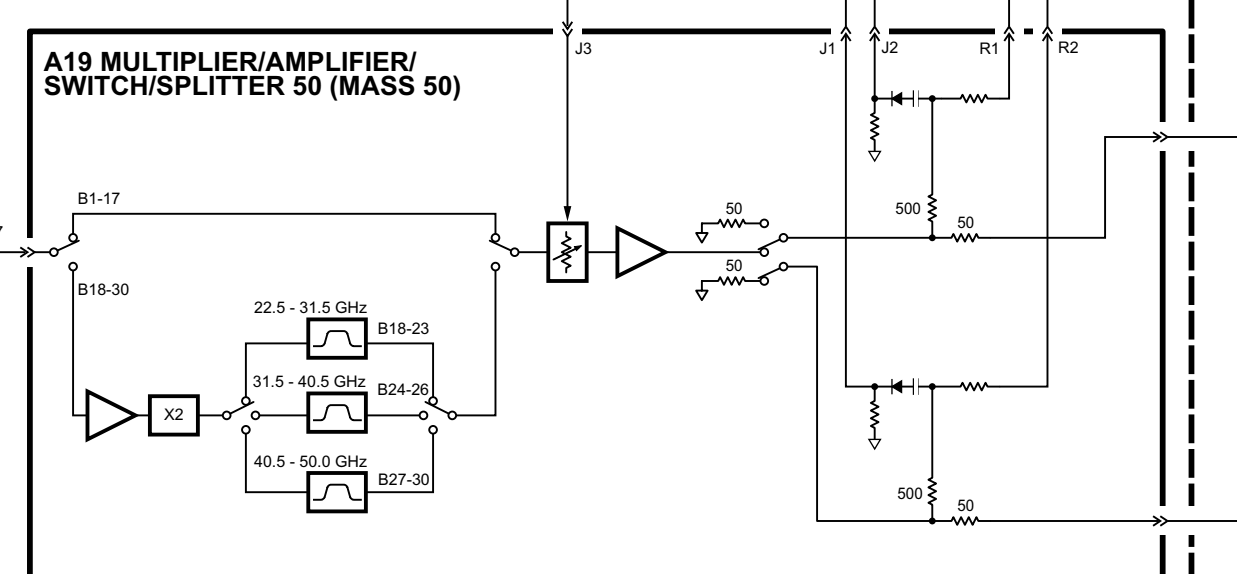 J3
J1
J2
R1
R2
A19 MULTIPLIER/AMPLIFIER/
SWITCH/SPLITTER 50 (MASS 50)
B1-17
50
500
50
50
B18-30
22.5 - 31.5 GHz
B18-23
31.5 - 40.5 gHz
B24-26
X2
40.5 - 50.0 GHz
B27-30
500
50